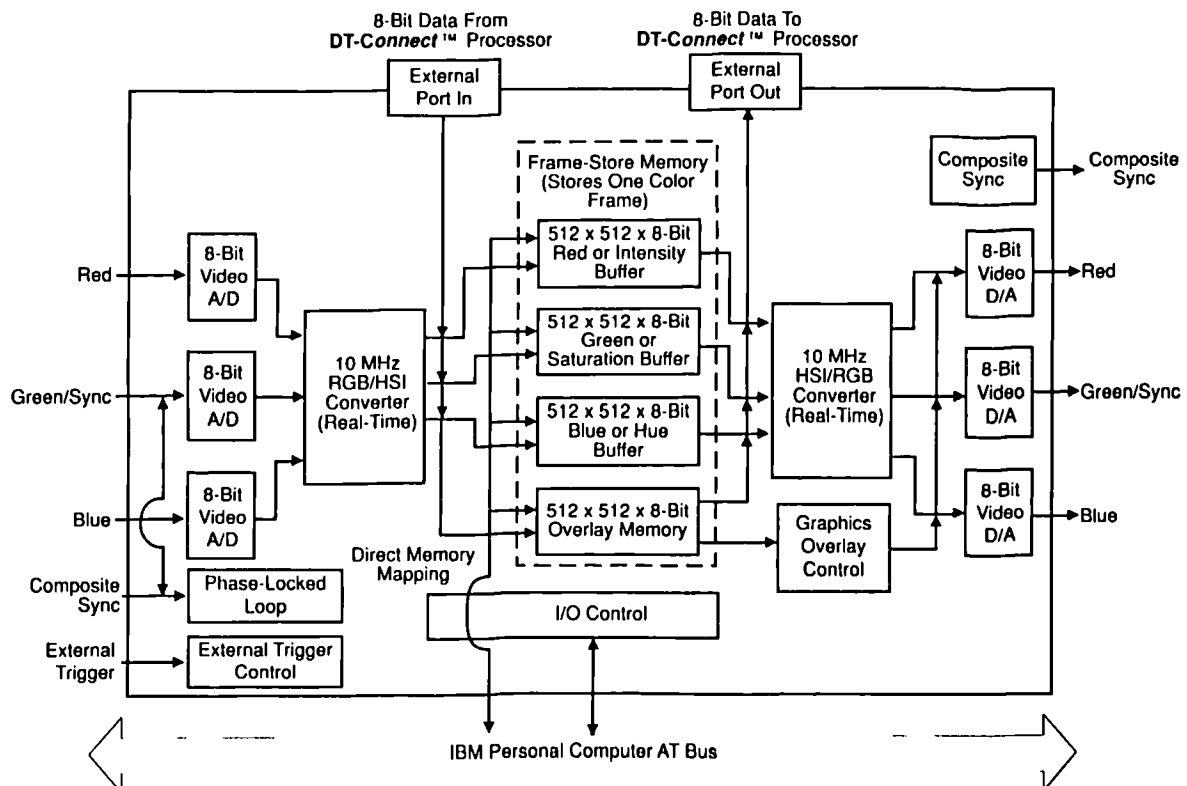 8-Bit Data From
DT-Connect™ Processor
8-Bit Data To
DT-Connect™ Processor
External
Port In
External
Port Out
Frame-Store Memory
(Stores One Color
Frame)
Composite
Sync
Composite
Sync
Red
8-Bit
Video
A/D
512 x 512 x 8-Bit
Red or Intensity
Buffer
8-Bit
Video
D/A
Red
Green/Sync
8-Bit
Video
A/D
10 MHz
RGB/HSI
Converter
(Real-Time)
512 x 512 x 8-Bit
Green or
Saturation Buffer
10 MHz
HSI/RGB
Converter
(Real-Time)
8-Bit
Video
D/A
Green/Sync
512 x 512 x 8-Bit
Blue or Hue
Buffer
Blue
8-Bit
Video
A/D
512 x 512 x 8-Bit
Overlay Memory
Graphics
Overlay
Control
8-Bit
Video
D/A
Blue
Direct Memory
Mapping
Composite
Sync
Phase-Locked
Loop
I/O Control
External
Trigger
External Trigger
Control
IBM Personal Computer AT Bus